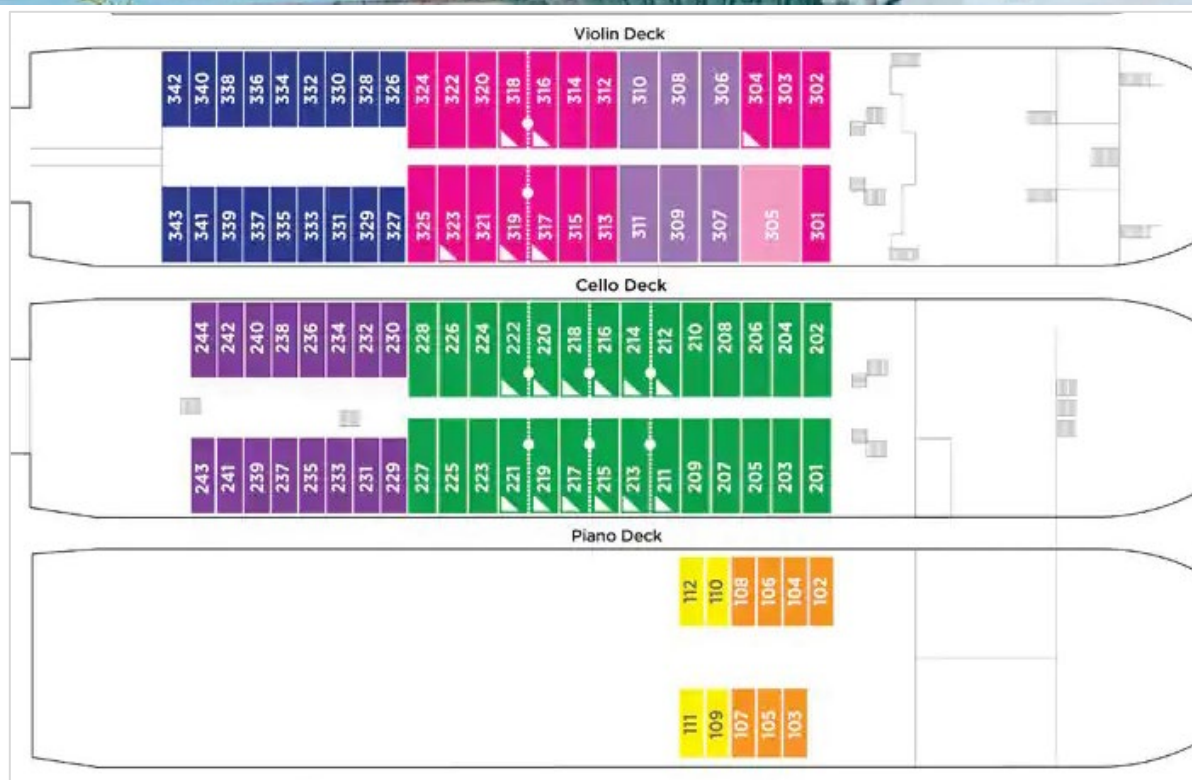 Violin Deck
342 340 338 336 334 332 330 328 326 324 322 320 318 316 314 312 310 308 306 304 303 302
343 341 339 337 335 333 331 329 327 325 323 321 319 317 315 313 311 309 307 305 301
Cello Deck
244 242 240 238 236 234 232 230 228 226 224 222 220 218 216 214 212 210 208 206 204 202
243 241 239 237 235 233 231 229 227 225 223 221 219 217 215 213 211 209 207 205 203 201
Piano Deck
112 110 108 106 104 102
111 109 107 105 103